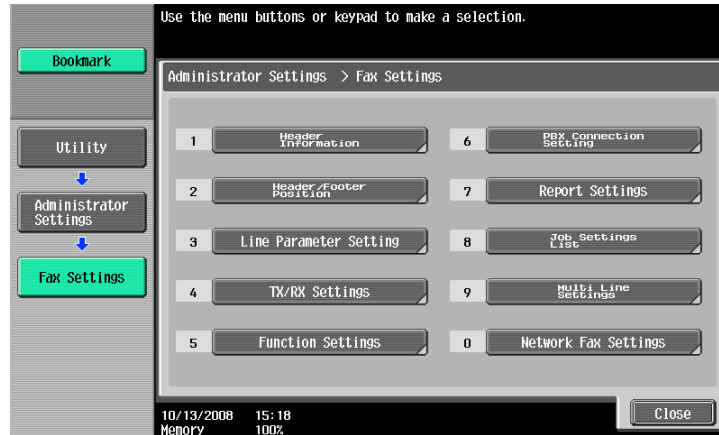 Use the menu buttons or keypad to make a selection.
Bookmark
Administrator Settings > Fax Settings
Utility
Administrator
Settings
Fax Settings
1 Header
Information
2 Header/Footer
Position
3 Line Parameter Setting
4 TX/RX Settings
5 Function Settings
6 PBX Connection
Setting
7 Report Settings
8 Job Settings
List
9 Multi Line
Settings
0 Network Fax Settings
Close
10/13/2008 15:18
Memory 100%